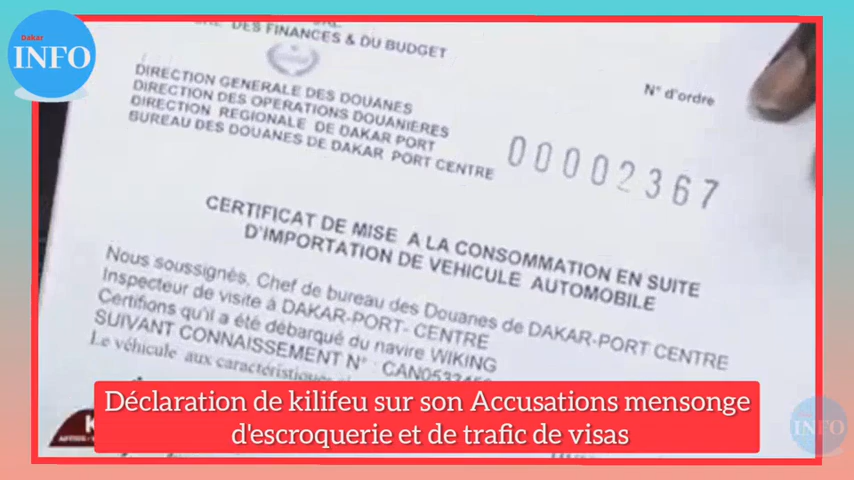 Dakar
INFO
DES FINANCES & DU BUDGET
DIRECTION GENERALE DES DOUANES
DIRECTION DES OPERATIONS DOUANIÈRES
DIRECTION REGIONALE DE DAKAR PORT
BUREAU DES DOUANES DE DAKAR PORT CENTRE
N° d'ordre
00002367
CERTIFICAT DE MISE A LA CONSOMMATION EN SUITE
D'IMPORTATION DE VEHICULE AUTOMOBILE
Nous soussignés, Chef de bureau des Douanes de DAKAR-PORT CENTRE
Inspecteur de visite à DAKAR-PORT- CENTRE
Certifions qu'il a été débarqué du navire WIKING
SUIVANT CONNAISSEMENT N°
Le véhicule aux
Déclaration de kilifeu sur son Accusations mensonge
d'escroquerie et de trafic de visas
INFO